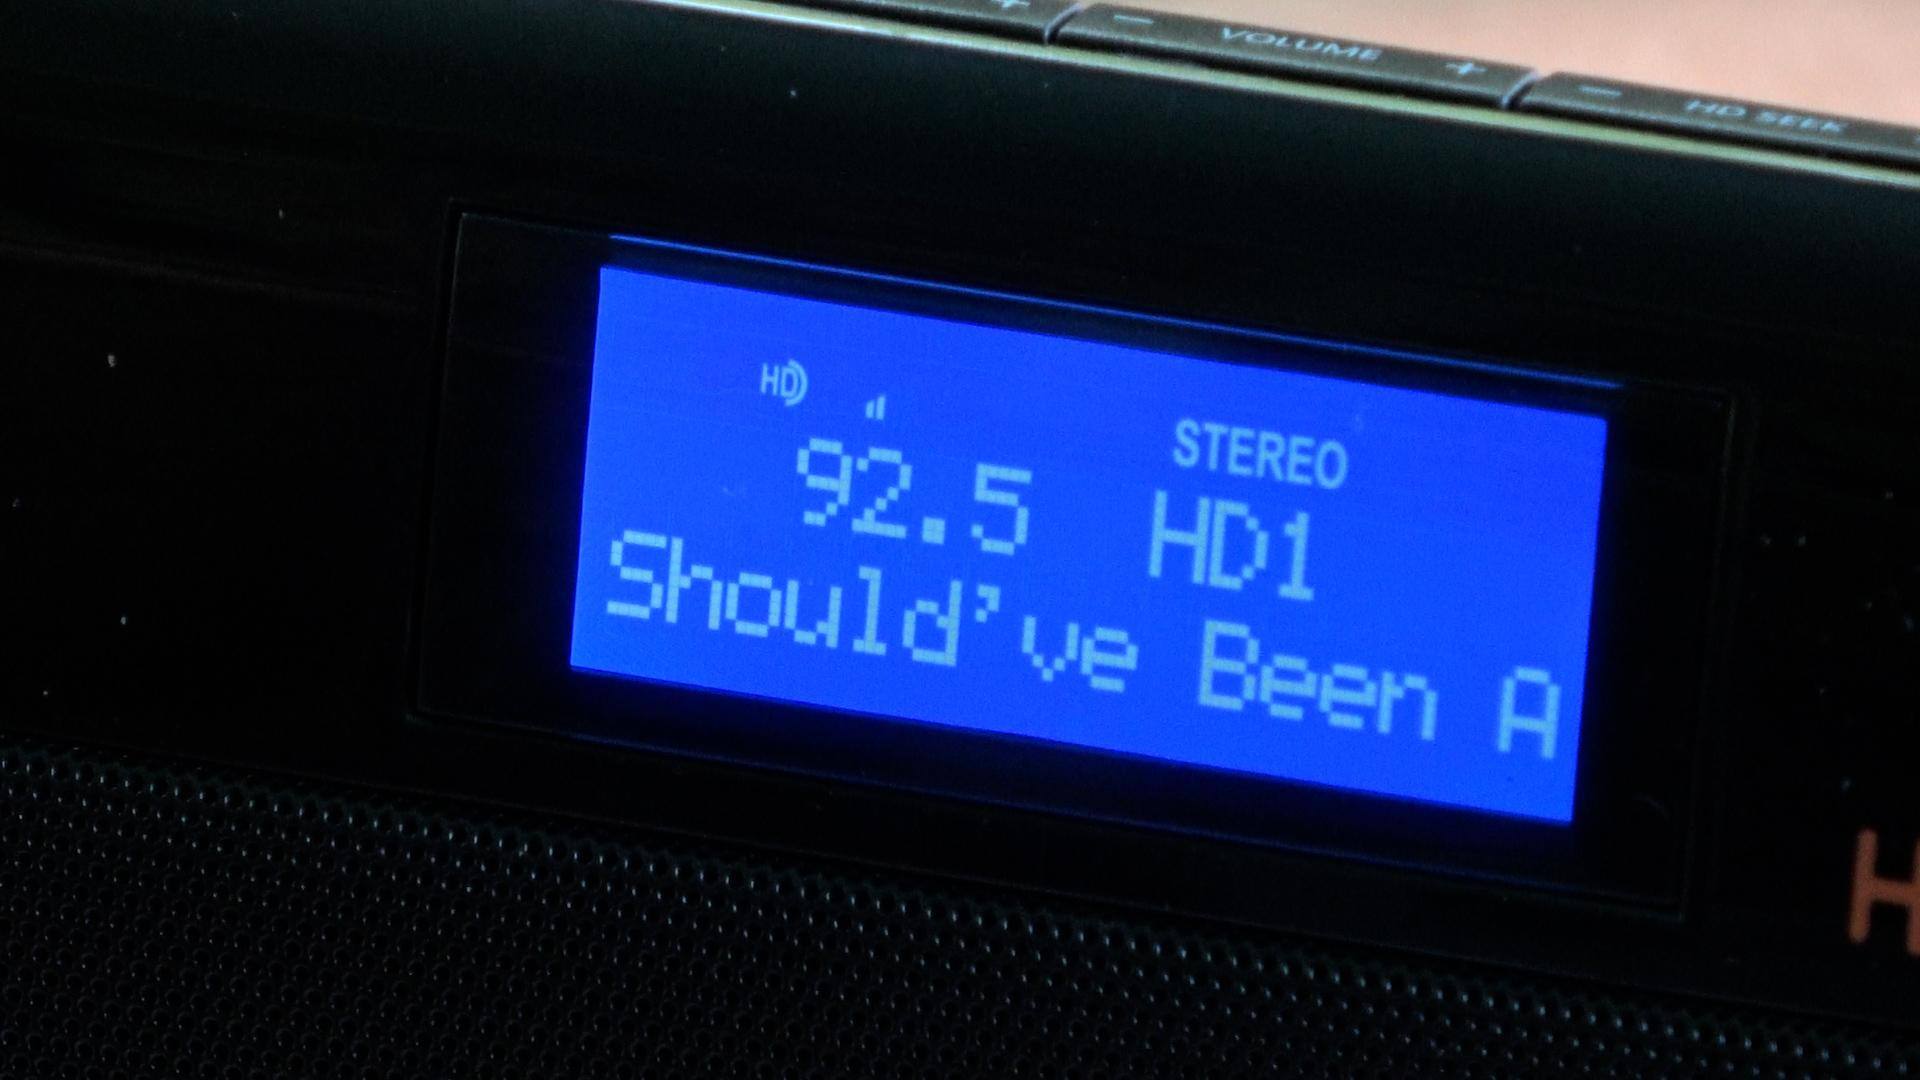 + − VOLUME + − HD SEEK
HD
STEREO
92.5 HD1
Should've Been A
H